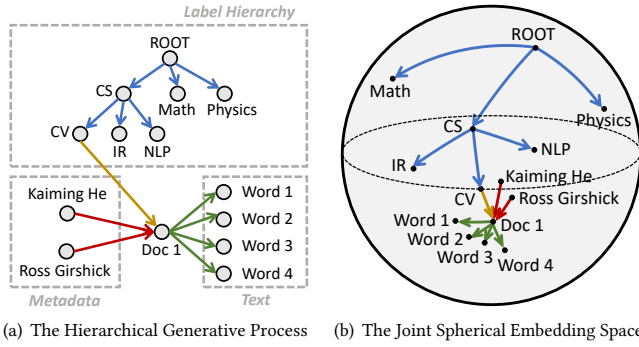 Label Hierarchy
ROOT
CS
Math
Physics
CV
IR
NLP
Kaiming He
Ross Girshick
Metadata
Doc 1
Word 1
Word 2
Word 3
Word 4
Text
(a) The Hierarchical Generative Process
ROOT
Math
Physics
CS
NLP
IR
Kaiming He
CV
Ross Girshick
Word 1
Doc 1
Word 2
Word 3
Word 4
(b) The Joint Spherical Embedding Space